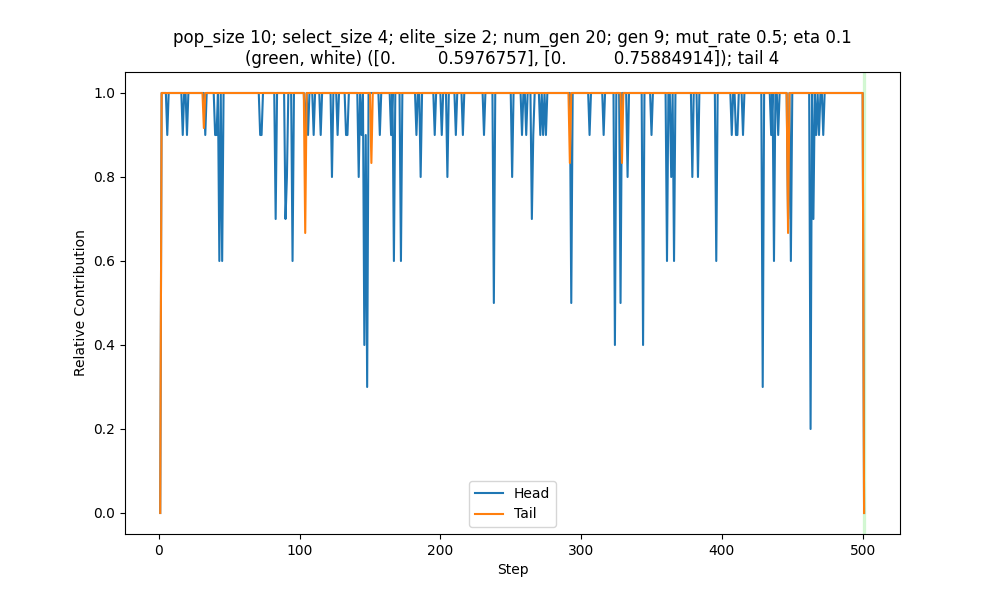 pop_size 10; select_size 4; elite_size 2; num_gen 20; gen 9; mut_rate 0.5; eta 0.1
(green, white) ([0. 0.5976757], [0. 0.75884914]); tail 4
1.0
0.8
0.6
0.4
0.2
0.0
Relative Contribution
Head
Tail
0 100 200 300 400 500
Step